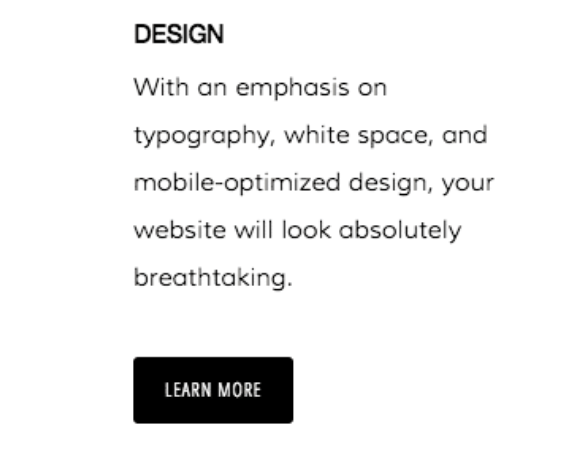 DESIGN
With an emphasis on
typography, white space, and
mobile-optimized design, your
website will look absolutely
breathtaking.
LEARN MORE